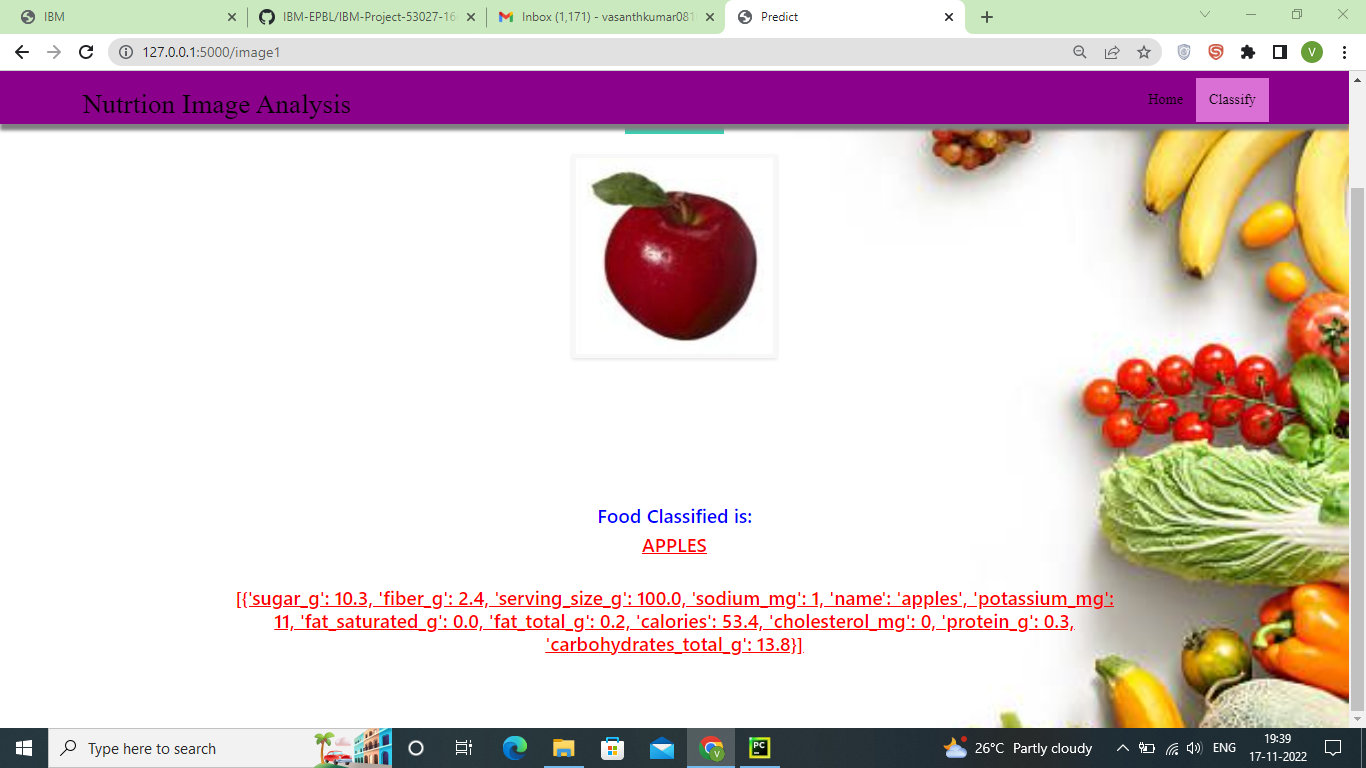 IBM
IBM-EPBL/IBM-Project-53027-16
Inbox (1,171) - vasanthkumar081
Predict
127.0.0.1:5000/image1
V
Nutrtion Image Analysis
Home
Classify
Food Classified is:
APPLES
[{'sugar_g': 10.3, 'fiber_g': 2.4, 'serving_size_g': 100.0, 'sodium_mg': 1, 'name': 'apples', 'potassium_mg':
11, 'fat_saturated_g': 0.0, 'fat_total_g': 0.2, 'calories': 53.4, 'cholesterol_mg': 0, 'protein_g': 0.3,
'carbohydrates_total_g': 13.8}]
Type here to search
V
PC
26°C Partly cloudy
ENG
19:39
17-11-2022